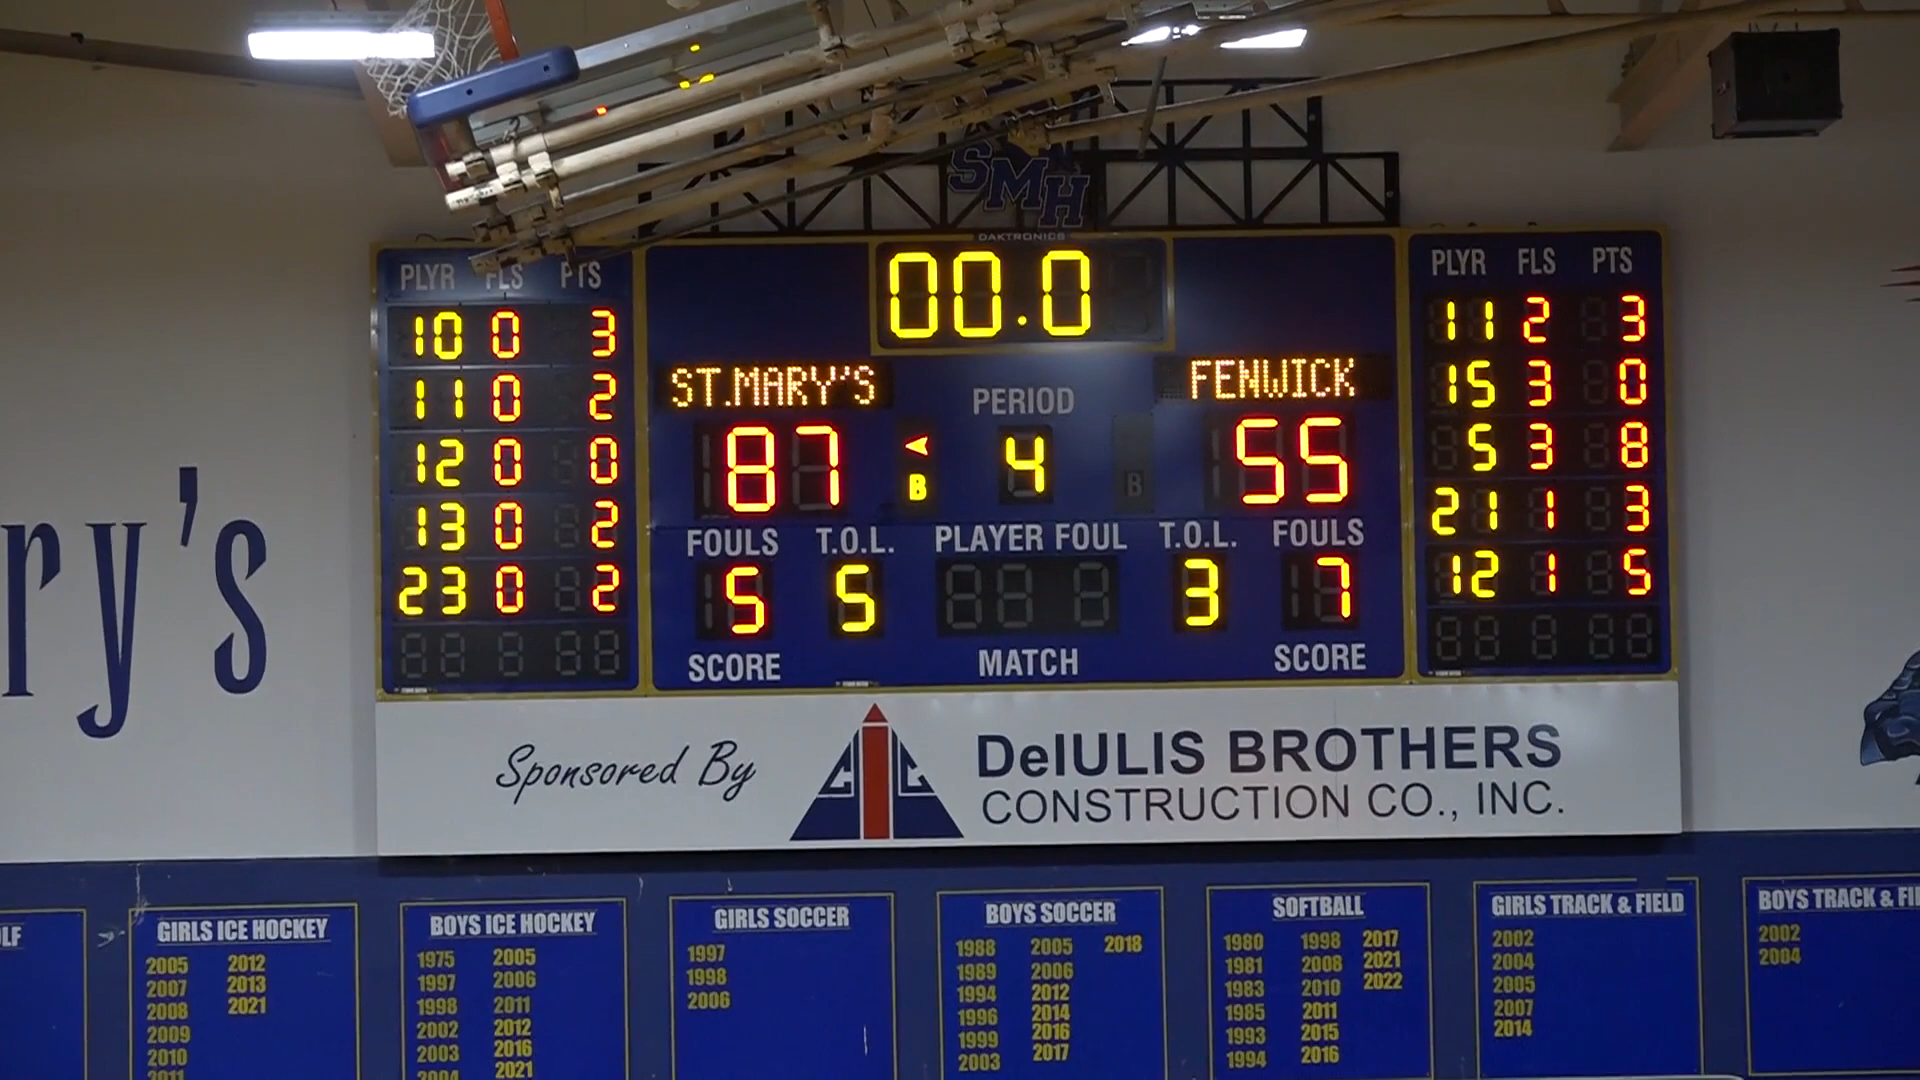 SMH
DAKTRONICS
PLYR FLS PTS
10 0 3
11 0 2
12 0 0
13 0 2
23 0 2
00.0
ST.MARY'S
FENWICK
PERIOD
87
B
4
B
55
FOULS T.O.L. PLAYER FOUL T.O.L. FOULS
5 5 3 7
SCORE MATCH SCORE
PLYR FLS PTS
11 2 3
15 3 0
5 3 8
21 1 3
12 1 5
ry's
Sponsored By
DeIULIS BROTHERS
CONSTRUCTION CO., INC.
LF
GIRLS ICE HOCKEY
2005 2012
2007 2013
2008 2021
2009
2010
2011
BOYS ICE HOCKEY
1975 2005
1997 2006
1998 2011
2002 2012
2003 2016
2004 2021
GIRLS SOCCER
1997
1998
2006
BOYS SOCCER
1988 2005 2018
1989 2006
1994 2012
1996 2014
1999 2016
2003 2017
SOFTBALL
1980 1998 2017
1981 2008 2021
1983 2010 2022
1985 2011
1993 2015
1994 2016
GIRLS TRACK & FIELD
2002
2004
2005
2007
2014
BOYS TRACK & FI
2002
2004